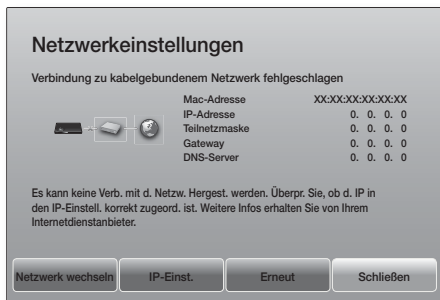 Netzwerkeinstellungen
Verbindung zu kabelgebundenem Netzwerk fehlgeschlagen
Mac-Adresse XX:XX:XX:XX:XX:XX
IP-Adresse 0. 0. 0. 0
Teilnetzmaske 0. 0. 0. 0
Gateway 0. 0. 0. 0
DNS-Server 0. 0. 0. 0
Es kann keine Verb. mit d. Netzw. Hergest. werden. Überpr. Sie, ob d. IP in
den IP-Einstell. korrekt zugeord. ist. Weitere Infos erhalten Sie von Ihrem
Internetdienstanbieter.
Netzwerk wechseln IP-Einst. Erneut Schließen